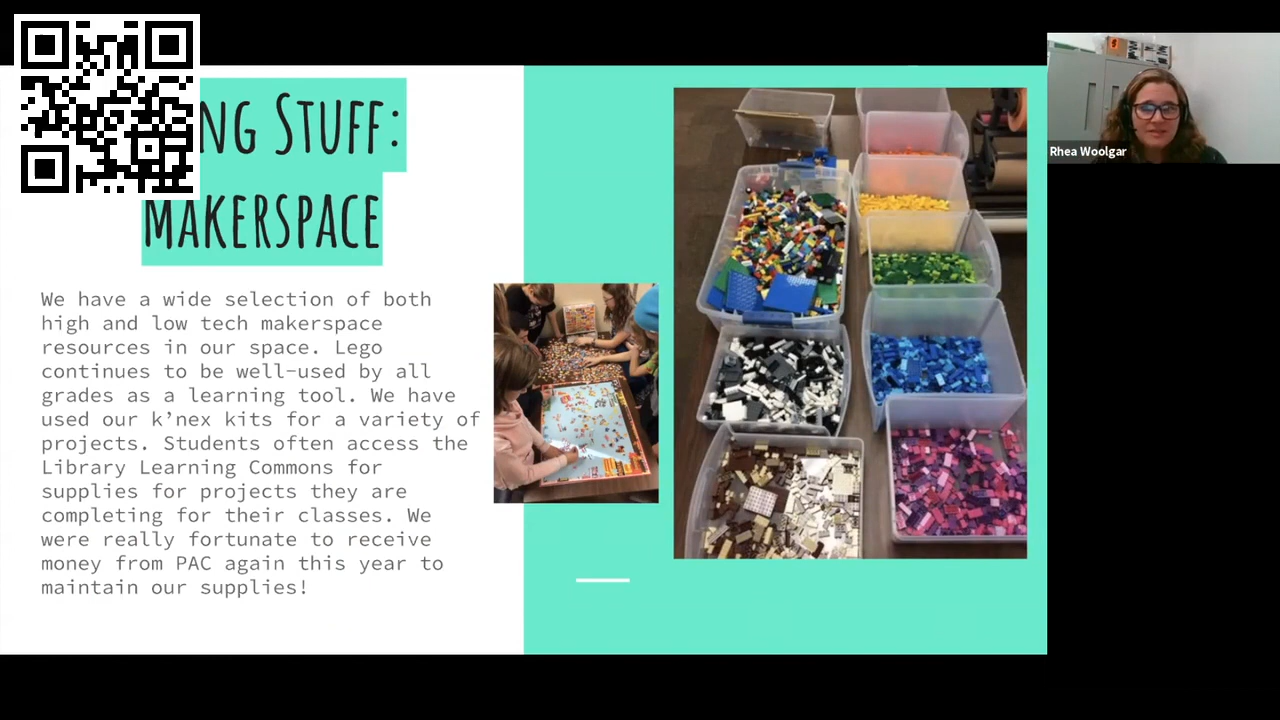 NG STUFF:
MAKERSPACE
We have a wide selection of both
high and low tech makerspace
resources in our space. Lego
continues to be well-used by all
grades as a learning tool. We have
used our k’nex kits for a variety of
projects. Students often access the
Library Learning Commons for
supplies for projects they are
completing for their classes. We
were really fortunate to receive
money from PAC again this year to
maintain our supplies!
Rhea Woolgar